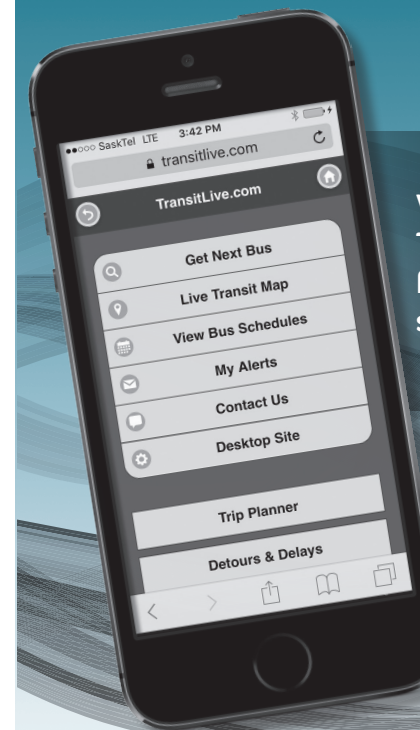 SaskTel LTE 3:42 PM
transitlive.com
TransitLive.com
Get Next Bus
Live Transit Map
View Bus Schedules
My Alerts
Contact Us
Desktop Site
Trip Planner
Detours & Delays